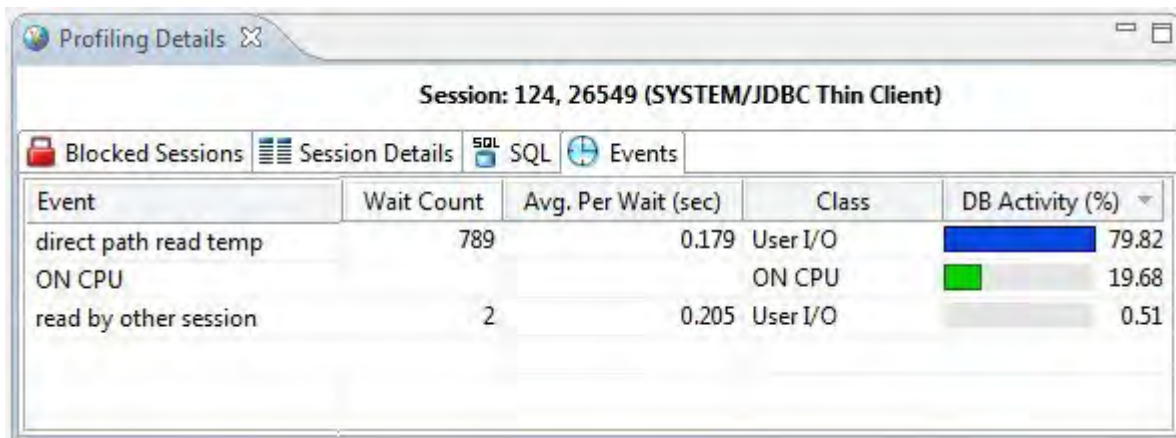 Profiling Details
Session: 124, 26549 (SYSTEM/JDBC Thin Client)
Blocked Sessions Session Details SQL SQL Events
Event Wait Count Avg. Per Wait (sec) Class DB Activity (%)
direct path read temp 789 0.179 User I/O 79.82
ON CPU ON CPU 19.68
read by other session 2 0.205 User I/O 0.51